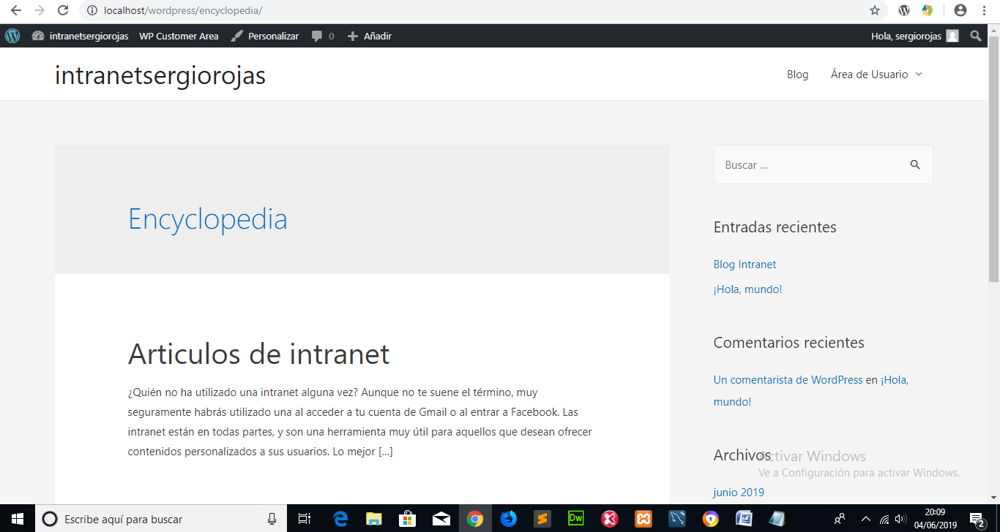 localhost/wordpress/encyclopedia/
intranetsergiorojas WP Customer Area Personalizar 0 Añadir Hola, sergiorojas
intranetsergiorojas
Blog Área de Usuario
Encyclopedia
Articulos de intranet
¿Quién no ha utilizado una intranet alguna vez? Aunque no te suene el término, muy
seguramente habrás utilizado una al acceder a tu cuenta de Gmail o al entrar a Facebook. Las
intranet están en todas partes, y son una herramienta muy útil para aquellos que desean ofrecer
contenidos personalizados a sus usuarios. Lo mejor […]
Buscar …
Entradas recientes
Blog Intranet
¡Hola, mundo!
Comentarios recientes
Un comentarista de WordPress en ¡Hola,
mundo!
Archivos
junio 2019
Activar Windows
Ve a Configuración para activar Windows.
Escribe aquí para buscar
Dw
20:09
04/06/2019
2